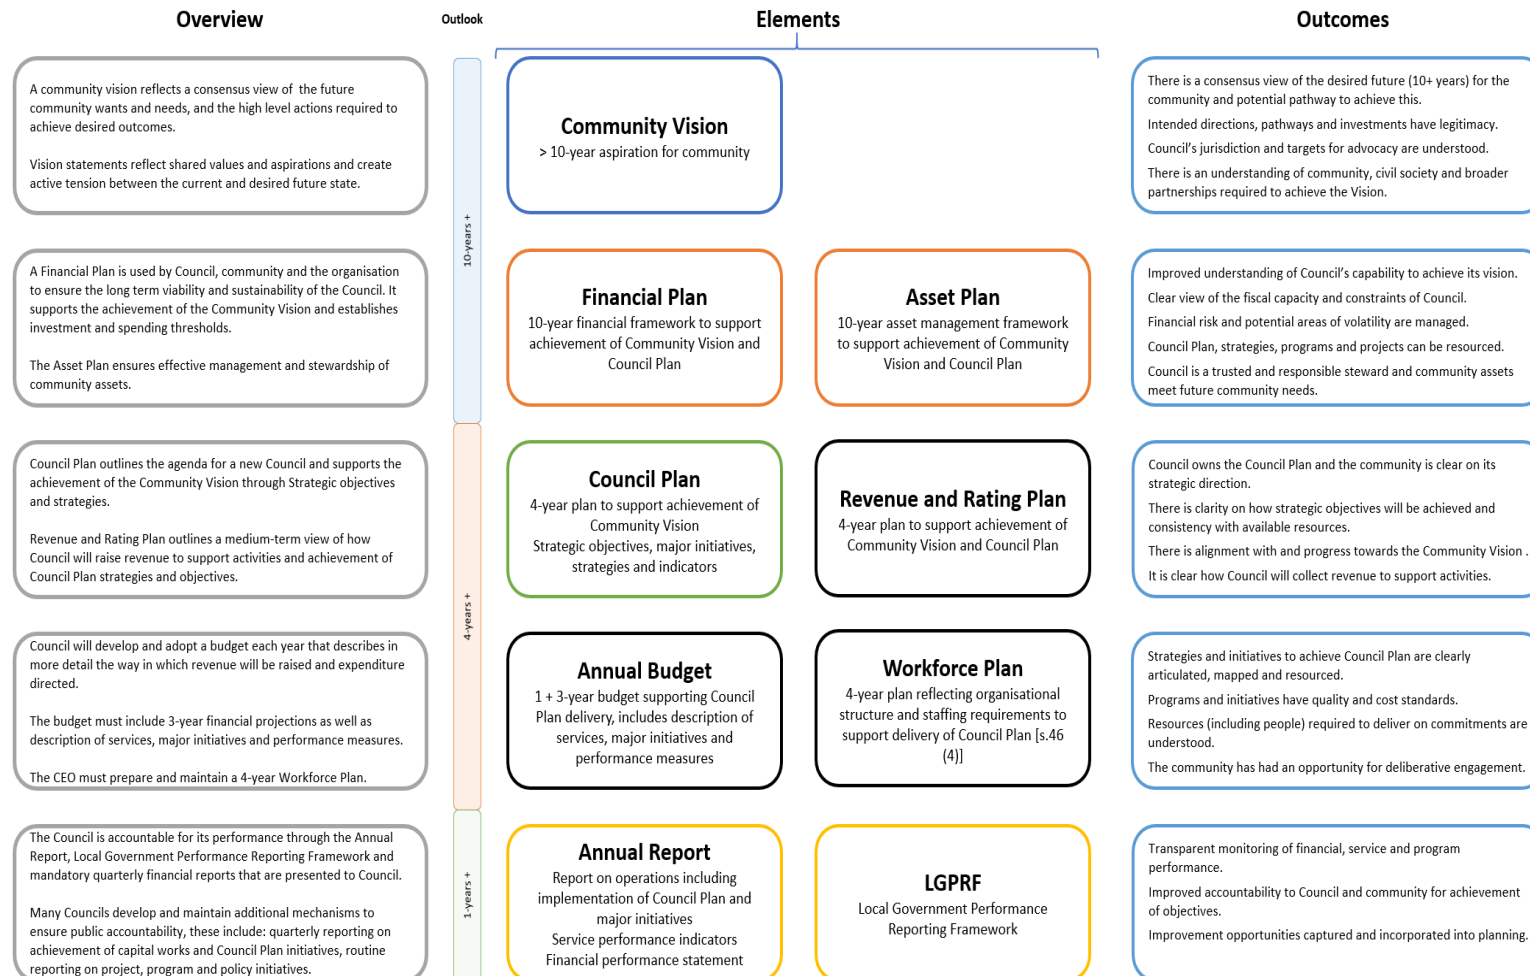 Overview
Outlook
Elements
Outcomes
A community vision reflects a consensus view of  the future
community wants and needs, and the high level actions required to
achieve desired outcomes.
Vision statements reflect shared values and aspirations and create
active tension between the current and desired future state.
10-years +
Community Vision
> 10-year aspiration for community
There is a consensus view of the desired future (10+ years) for the
community and potential pathway to achieve this.
Intended directions, pathways and investments have legitimacy.
Council's jurisdiction and targets for advocacy are understood.
There is an understanding of community, civil society and broader
partnerships required to achieve the Vision.
A Financial Plan is used by Council, community and the organisation
to ensure the long term viability and sustainability of the Council. It
supports the achievement of the Community Vision and establishes
investment and spending thresholds.
The Asset Plan ensures effective management and stewardship of
community assets.
Financial Plan
10-year financial framework to support
achievement of Community Vision and
Council Plan
Asset Plan
10-year asset management framework
to support achievement of Community
Vision and Council Plan
Improved understanding of Council's capability to achieve its vision.
Clear view of the fiscal capacity and constraints of Council.
Financial risk and potential areas of volatility are managed.
Council Plan, strategies, programs and projects can be resourced.
Council is a trusted and responsible steward and community assets
meet future community needs.
Council Plan outlines the agenda for a new Council and supports the
achievement of the Community Vision through Strategic objectives
and strategies.
Revenue and Rating Plan outlines a medium-term view of how
Council will raise revenue to support activities and achievement of
Council Plan strategies and objectives.
4-years +
Council Plan
4-year plan to support achievement of
Community Vision
Strategic objectives, major initiatives,
strategies and indicators
Revenue and Rating Plan
4-year plan to support achievement of
Community Vision and Council Plan
Council owns the Council Plan and the community is clear on its
strategic direction.
There is clarity on how strategic objectives will be achieved and
consistency with available resources.
There is alignment with and progress towards the Community Vision .
It is clear how Council will collect revenue to support activities.
Council will develop and adopt a budget each year that describes in
more detail the way in which revenue will be raised and expenditure
directed.
The budget must include 3-year financial projections as well as
description of services, major initiatives and performance measures.
The CEO must prepare and maintain a 4-year Workforce Plan.
Annual Budget
1 + 3-year budget supporting Council
Plan delivery, includes description of
services, major initiatives and
performance measures
Workforce Plan
4-year plan reflecting organisational
structure and staffing requirements to
support delivery of Council Plan [s.46
(4)]
Strategies and initiatives to achieve Council Plan are clearly
articulated, mapped and resourced.
Programs and initiatives have quality and cost standards.
Resources (including people) required to deliver on commitments are
understood.
The community has had an opportunity for deliberative engagement.
The Council is accountable for its performance through the Annual
Report, Local Government Performance Reporting Framework and
mandatory quarterly financial reports that are presented to Council.
Many Councils develop and maintain additional mechanisms to
ensure public accountability, these include: quarterly reporting on
achievement of capital works and Council Plan initiatives, routine
reporting on project, program and policy initiatives.
1-years +
Annual Report
Report on operations including
implementation of Council Plan and
major initiatives
Service performance indicators
Financial performance statement
LGPRF
Local Government Performance
Reporting Framework
Transparent monitoring of financial, service and program
performance.
Improved accountability to Council and community for achievement
of objectives.
Improvement opportunities captured and incorporated into planning.